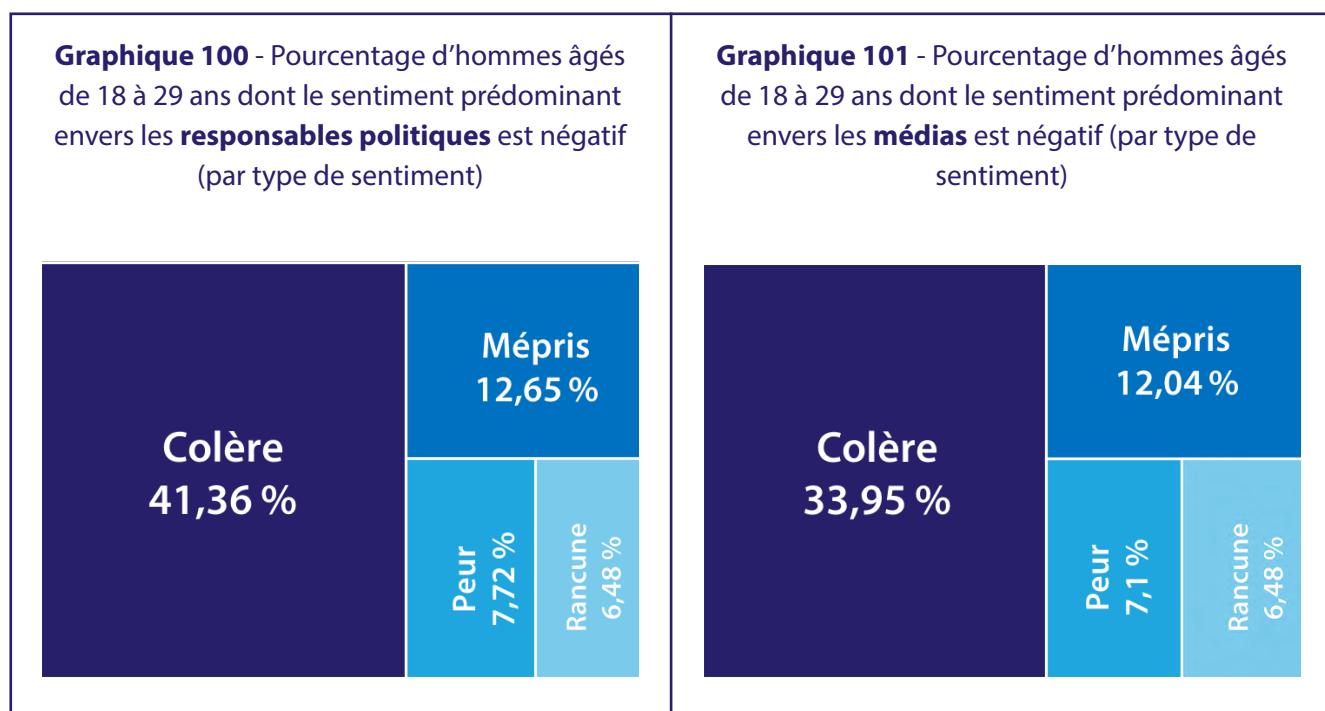 Graphique 100 - Pourcentage d’hommes âgés
de 18 à 29 ans dont le sentiment prédominant
envers les responsables politiques est négatif
(par type de sentiment)
Colère
41,36 %
Mépris
12,65 %
Peur
7,72 %
Rancune
6,48 %
Graphique 101 - Pourcentage d’hommes âgés
de 18 à 29 ans dont le sentiment prédominant
envers les médias est négatif (par type de
sentiment)
Colère
33,95 %
Mépris
12,04 %
Peur
7,1 %
Rancune
6,48 %